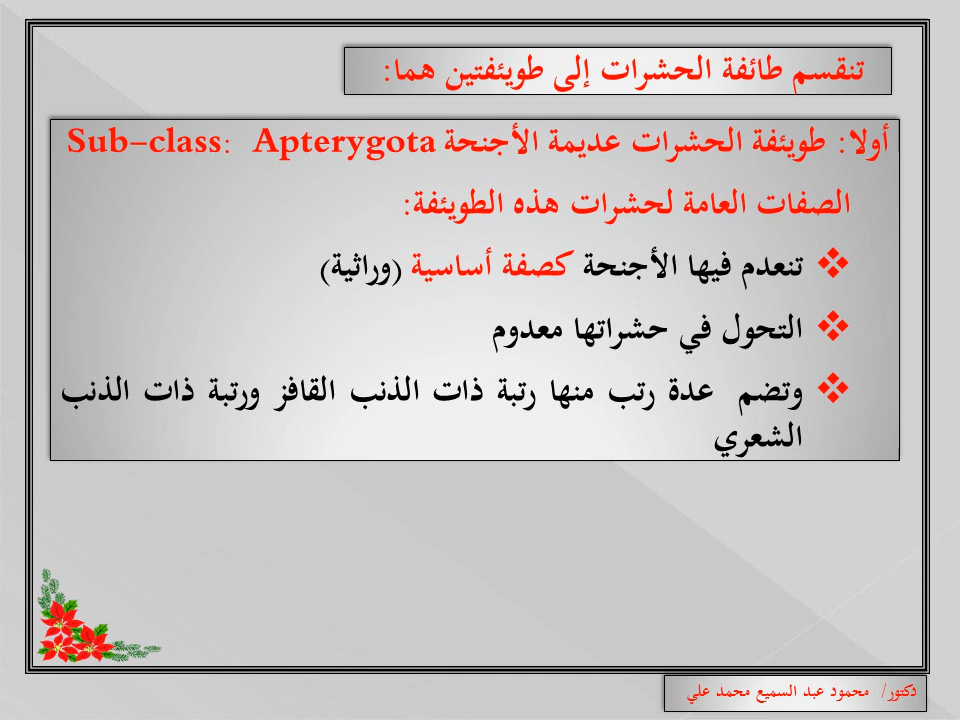 تنقسم طائفة الحشرات إلى طويئفتين هما:
أولا: طويئفة الحشرات عديمة الأجنحة Sub-class: Apterygota
الصفات العامة لحشرات هذه الطويئفة:
❖ تنعدم فيها الأجنحة كصفة أساسية (وراثية)
❖ التحول في حشراتها معدوم
❖ وتضم عدة رتب منها رتبة ذات الذنب القافز ورتبة ذات الذنب
الشعري
دكتور/ محمود عبد السميع محمد علي